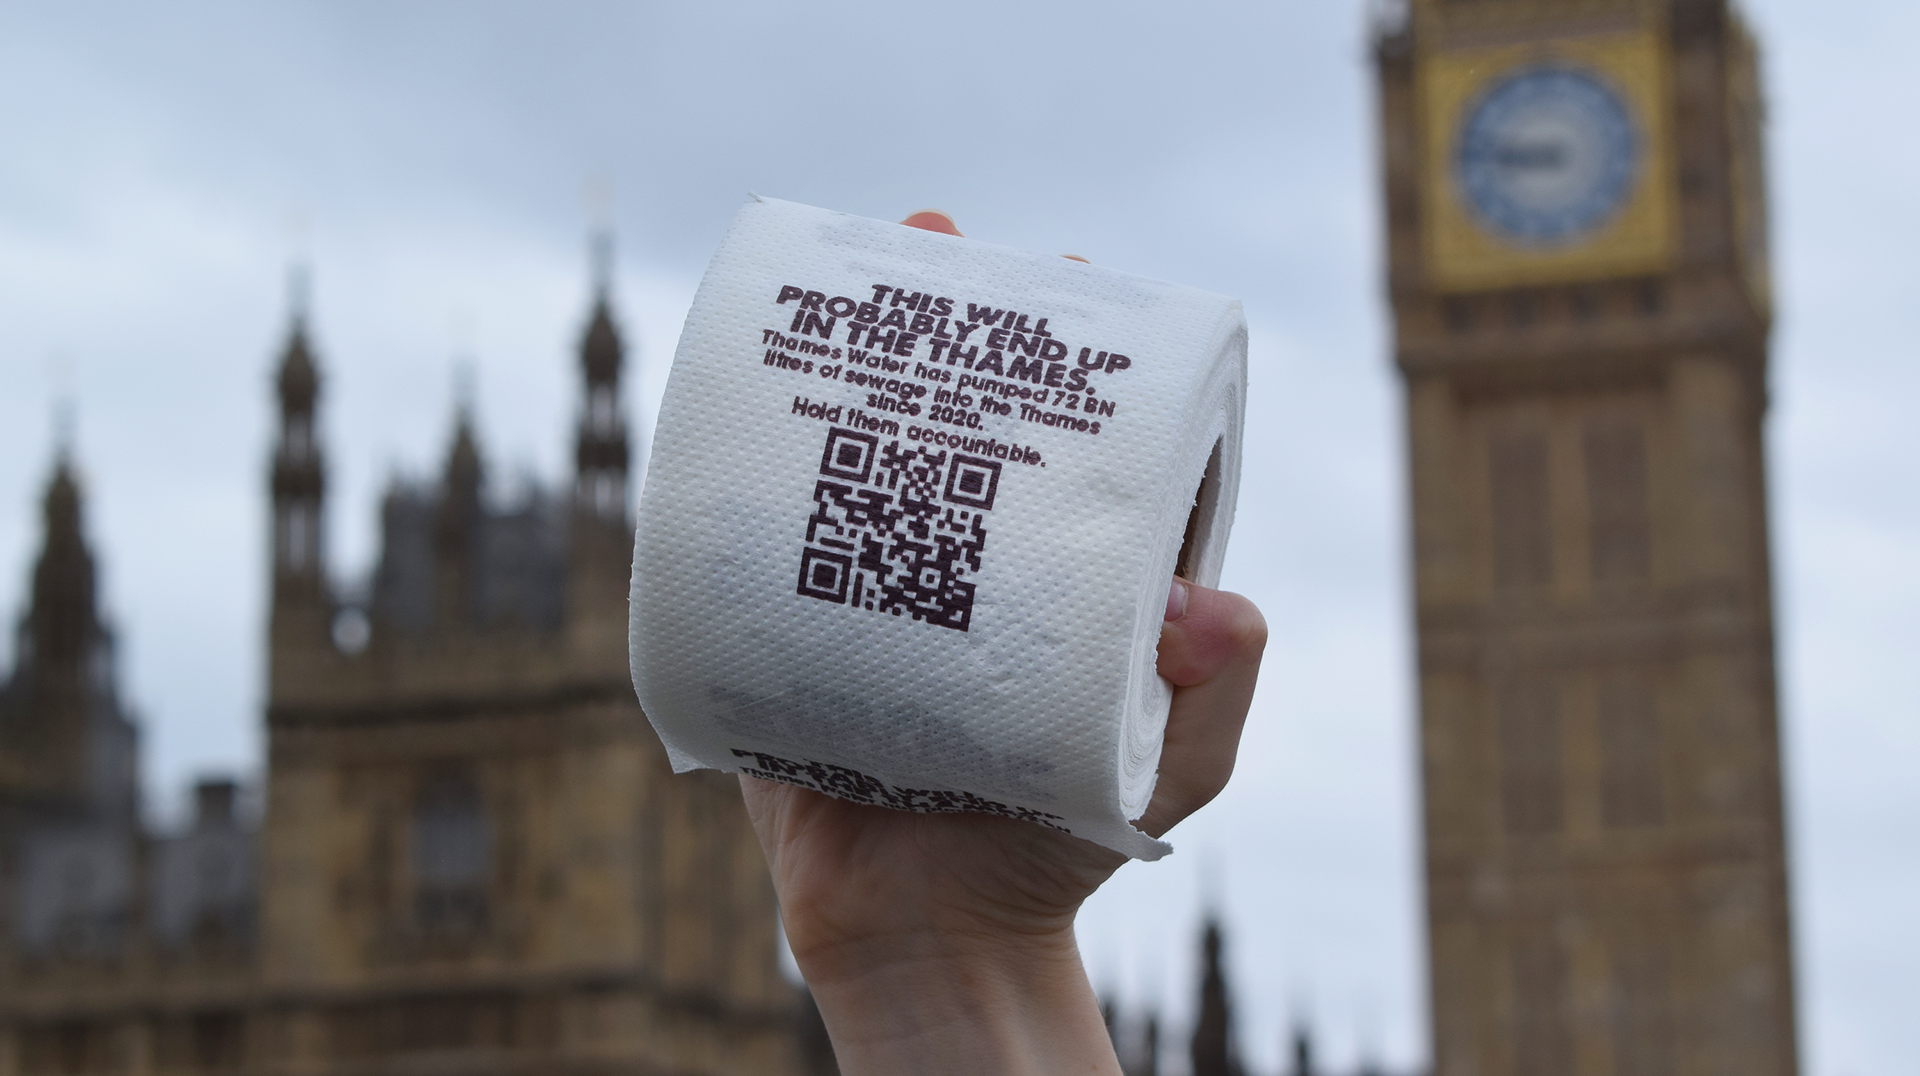 THIS WILL
PROBABLY END UP
IN THE THAMES.
Thames Water has pumped 72 BN
litres of sewage into the Thames
since 2020.
Hold them accountable.